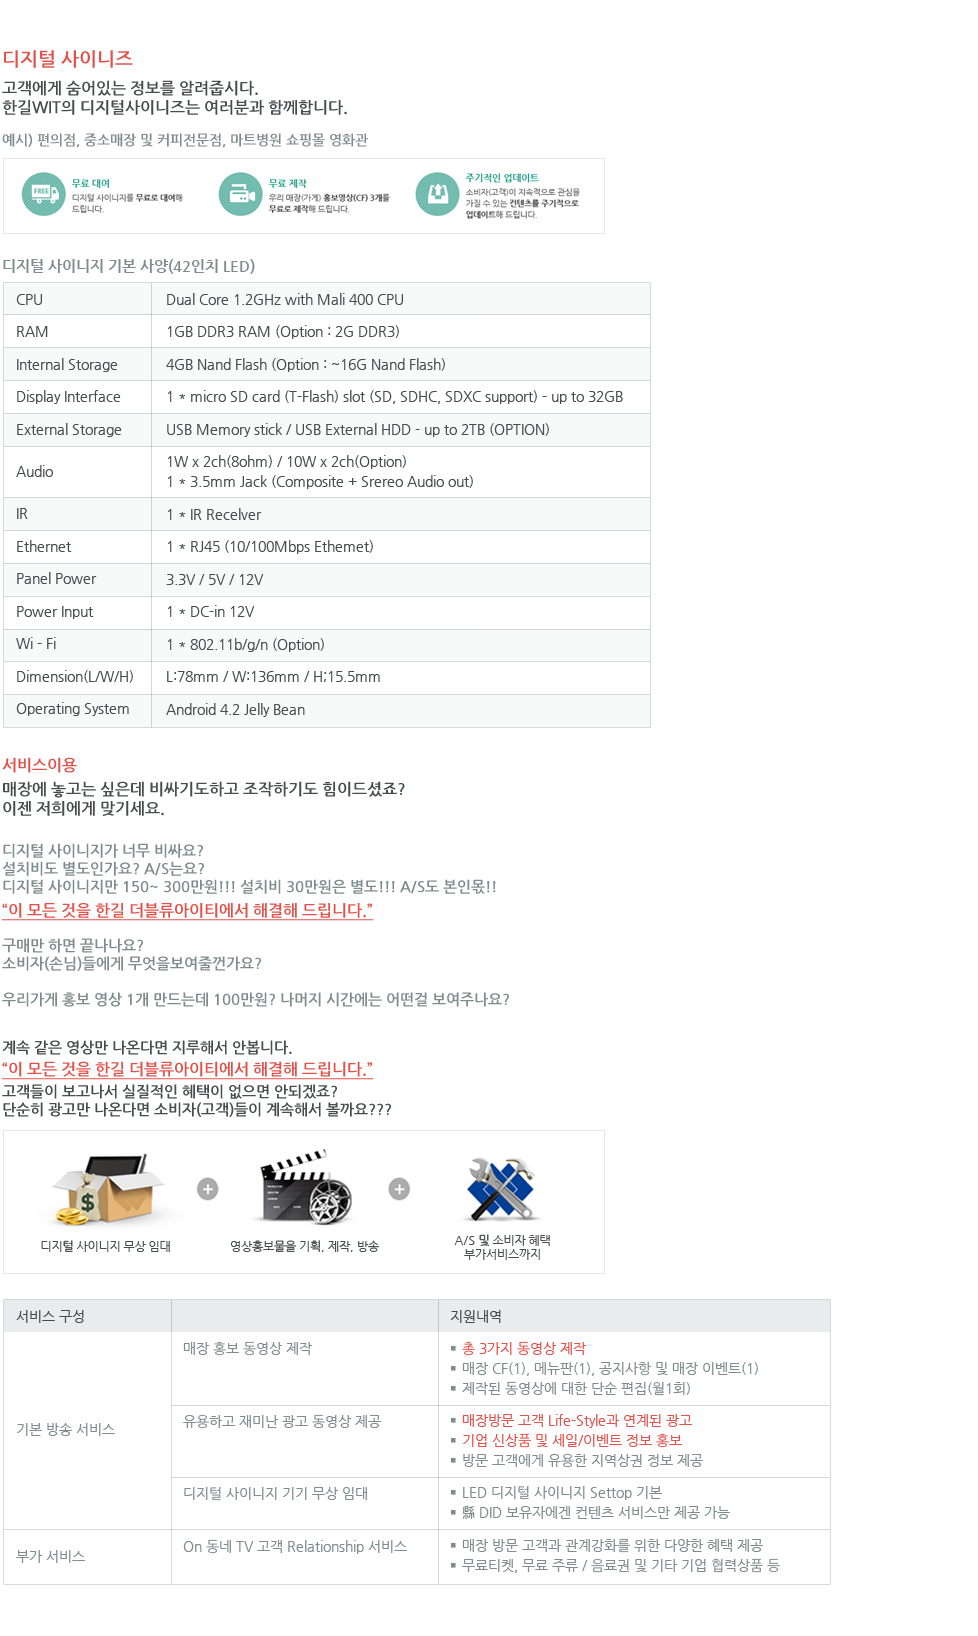 디지털 사이니즈
고객에게 숨어있는 정보를 알려줍시다.
한길WIT의 디지털사이니즈는 여러분과 함께합니다.
예시) 편의점, 중소매장 및 커피전문점, 마트병원 쇼핑몰 영화관
FREE
무료 대여
디지털 사이니지를 무료로 대여해
드립니다.
무료 제작
우리 매장(가게) 홍보영상(CF) 3개를
무료로 제작해 드립니다.
주기적인 업데이트
소비자(고객)이 지속적으로 관심을
가질 수 있는 컨텐츠를 주기적으로
업데이트해 드립니다.
디지털 사이니지 기본 사양(42인치 LED)
CPU Dual Core 1.2GHz with Mali 400 CPU
RAM 1GB DDR3 RAM (Option : 2G DDR3)
Internal Storage 4GB Nand Flash (Option : ~16G Nand Flash)
Display Interface 1 * micro SD card (T-Flash) slot (SD, SDHC, SDXC support) - up to 32GB
External Storage USB Memory stick / USB External HDD - up to 2TB (OPTION)
Audio 1W x 2ch(8ohm) / 10W x 2ch(Option)
1 * 3.5mm Jack (Composite + Srereo Audio out)
IR 1 * IR Recelver
Ethernet 1 * RJ45 (10/100Mbps Ethemet)
Panel Power 3.3V / 5V / 12V
Power Input 1 * DC-in 12V
Wi - Fi 1 * 802.11b/g/n (Option)
Dimension(L/W/H) L:78mm / W:136mm / H;15.5mm
Operating System Android 4.2 Jelly Bean
서비스이용
매장에 놓고는 싶은데 비싸기도하고 조작하기도 힘이드셨죠?
이젠 저희에게 맞기세요.
디지털 사이니지가 너무 비싸요?
설치비도 별도인가요? A/S는요?
디지털 사이니지만 150~ 300만원!!! 설치비 30만원은 별도!!! A/S도 본인몫!!
“이 모든 것을 한길 더블류아이티에서 해결해 드립니다.”
구매만 하면 끝나나요?
소비자(손님)들에게 무엇을보여줄껀가요?
우리가게 홍보 영상 1개 만드는데 100만원? 나머지 시간에는 어떤걸 보여주나요?
계속 같은 영상만 나온다면 지루해서 안봅니다.
“이 모든 것을 한길 더블류아이티에서 해결해 드립니다.”
고객들이 보고나서 실질적인 혜택이 없으면 안되겠죠?
단순히 광고만 나온다면 소비자(고객)들이 계속해서 볼까요???
디지털 사이니지 무상 임대
영상홍보물을 기획, 제작, 방송
A/S 및 소비자 혜택
부가서비스까지
서비스 구성 지원내역
기본 방송 서비스
매장 홍보 동영상 제작
▪ 총 3가지 동영상 제작
▪ 매장 CF(1), 메뉴판(1), 공지사항 및 매장 이벤트(1)
▪ 제작된 동영상에 대한 단순 편집(월1회)
유용하고 재미난 광고 동영상 제공
▪ 매장방문 고객 Life-Style과 연계된 광고
▪ 기업 신상품 및 세일/이벤트 정보 홍보
▪ 방문 고객에게 유용한 지역상권 정보 제공
디지털 사이니지 기기 무상 임대
▪ LED 디지털 사이니지 Settop 기본
▪ 縣 DID 보유자에겐 컨텐츠 서비스만 제공 가능
부가 서비스
On 동네 TV 고객 Relationship 서비스
▪ 매장 방문 고객과 관계강화를 위한 다양한 혜택 제공
▪ 무료티켓, 무료 주류 / 음료권 및 기타 기업 협력상품 등